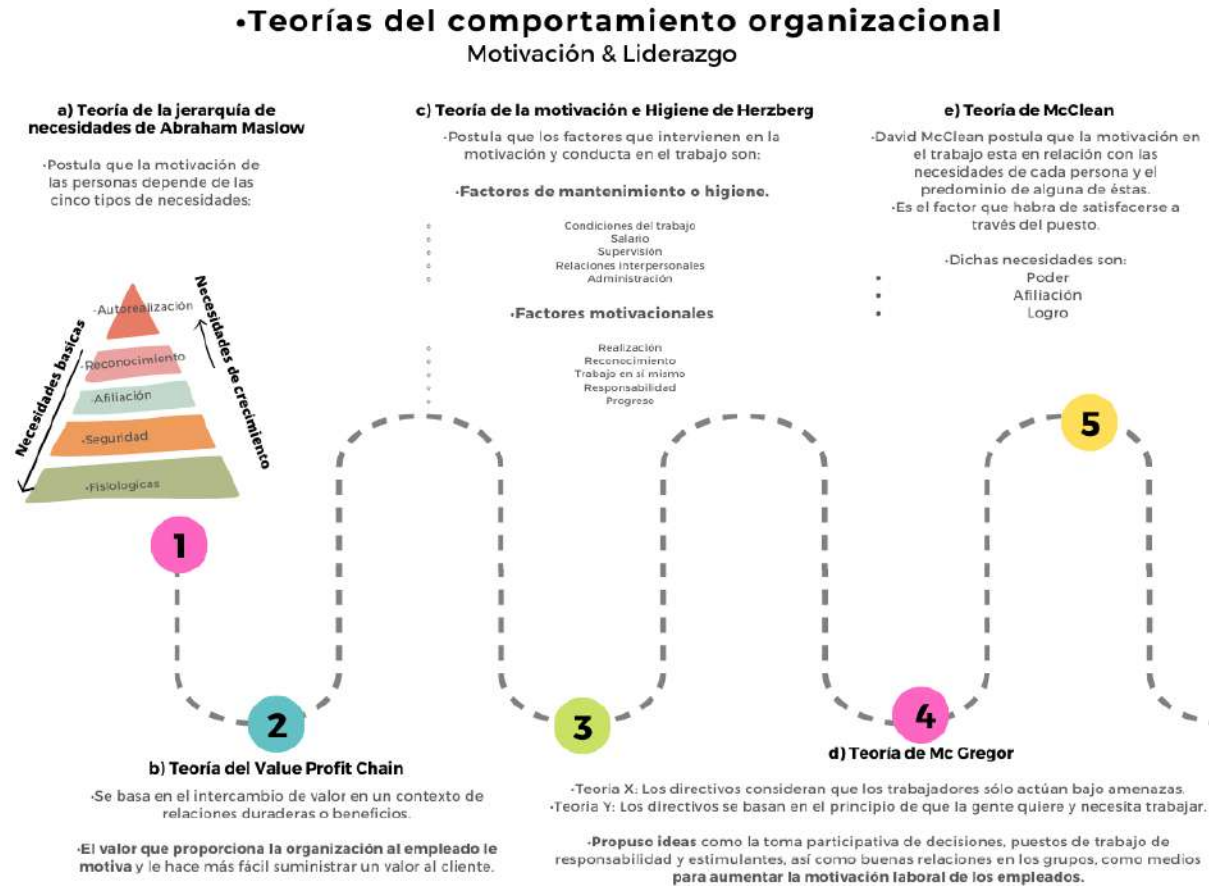 •Teorías del comportamiento organizacional
Motivación & Liderazgo
a) Teoría de la jerarquía de
necesidades de Abraham Maslow
•Postula que la motivación de
las personas depende de las
cinco tipos de necesidades:
•Autorealización
•Reconocimiento
•Afiliación
•Seguridad
•Fisiologicas
Necesidades basicas
Necesidades de crecimiento
1
2
b) Teoría del Value Profit Chain
•Se basa en el intercambio de valor en un contexto de
relaciones duraderas o beneficios.
•El valor que proporciona la organización al empleado le
motiva y le hace más fácil suministrar un valor al cliente.
c) Teoría de la motivación e Higiene de Herzberg
•Postula que los factores que intervienen en la
motivación y conducta en el trabajo son:
•Factores de mantenimiento o higiene.
Condiciones del trabajo
Salario
Supervisión
Relaciones interpersonales
Administración
•Factores motivacionales
Realización
Reconocimiento
Trabajo en sí mismo
Responsabilidad
Progreso
3
4
d) Teoría de Mc Gregor
•Teoria X: Los directivos consideran que los trabajadores sólo actúan bajo amenazas.
•Teoria Y: Los directivos se basan en el principio de que la gente quiere y necesita trabajar.
•Propuso ideas como la toma participativa de decisiones, puestos de trabajo de
responsabilidad y estimulantes, así como buenas relaciones en los grupos, como medios
para aumentar la motivación laboral de los empleados.
e) Teoría de McClean
•David McClean postula que la motivación en
el trabajo esta en relación con las
necesidades de cada persona y el
predominio de alguna de éstas.
•Es el factor que habra de satisfacerse a
través del puesto.
•Dichas necesidades son:
Poder
Afiliación
Logro
5